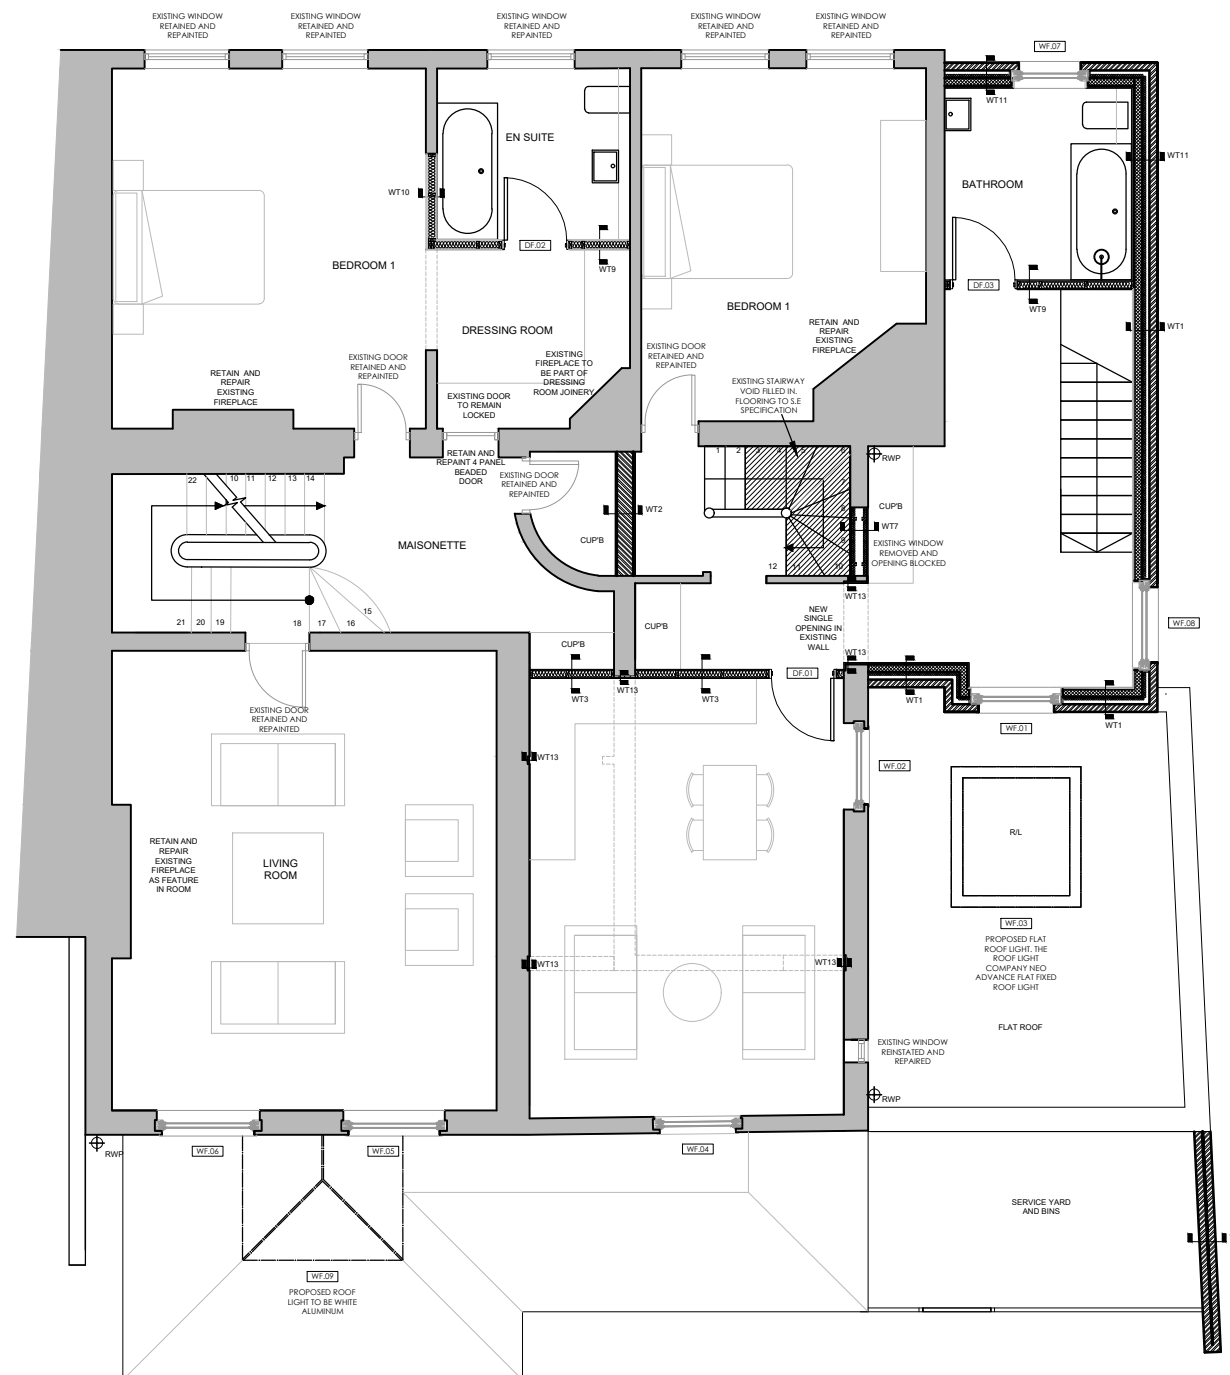 EXISTING WINDOW
RETAINED AND
REPAINTED
EXISTING WINDOW
RETAINED AND
REPAINTED
EXISTING WINDOW
RETAINED AND
REPAINTED
EXISTING WINDOW
RETAINED AND
REPAINTED
EXISTING WINDOW
RETAINED AND
REPAINTED
WF.07
WT11
EN SUITE
WT11
WT10
BATHROOM
DF.02
WT9
BEDROOM 1
DF.03
WT9
BEDROOM 1
DRESSING ROOM
RETAIN AND
REPAIR
EXISTING
FIREPLACE
WT1
EXISTING DOOR
RETAINED AND
REPAINTED
EXISTING DOOR
RETAINED AND
REPAINTED
EXISTING
FIREPLACE TO
BE PART OF
DRESSING
ROOM JOINERY
RETAIN AND
REPAIR
EXISTING
FIREPLACE
EXISTING STAIRWAY
VOID FILLED IN.
FLOORING TO S.E
SPECIFICATION
EXISTING DOOR
TO REMAIN
LOCKED
RETAIN AND
REPAINT 4 PANEL
BEADED
DOOR
1 2 3 4 5 6
RWP
EXISTING DOOR
RETAINED AND
REPAINTED
22 10 11 12 13 14
7
CUP'B
WT2
8
WT7
CUP'B
9
EXISTING WINDOW
REMOVED AND
OPENING BLOCKED
MAISONETTE
12 11 10
WT13
15
NEW
SINGLE
OPENING IN
EXISTING
WALL
21 20 19 18 17 16
CUP'B
WF.08
CUP'B
WT13
DF.01
WT3
WT13
WT3
WT1
WT1
EXISTING DOOR
RETAINED AND
REPAINTED
WF.01
WT13
WF.02
R/L
RETAIN AND
REPAIR
EXISTING
FIREPLACE
AS FEATURE
IN ROOM
LIVING
ROOM
WF.03
PROPOSED FLAT
ROOF LIGHT. THE
ROOF LIGHT
COMPANY NEO
ADVANCE FLAT FIXED
ROOF LIGHT
WT13
WT13
FLAT ROOF
EXISTING WINDOW
REINSTATED AND
REPAIRED
RWP
RWP
WF.06
WF.05
WF.04
SERVICE YARD
AND BINS
WF.09
PROPOSED ROOF
LIGHT TO BE WHITE
ALUMINUM